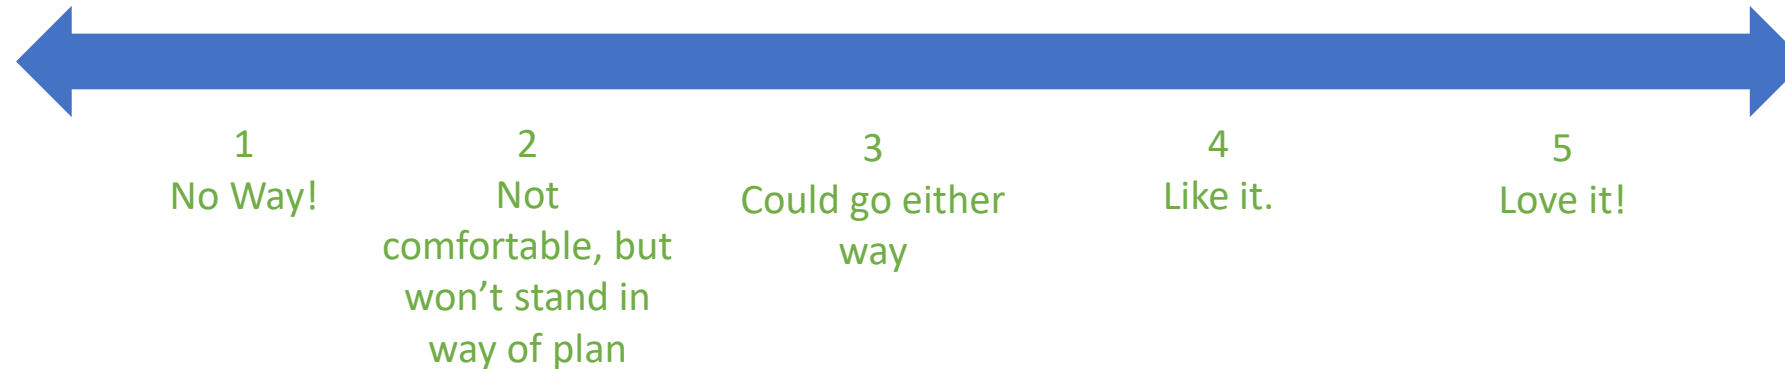 1
No Way!
2
Not
comfortable, but
won’t stand in
way of plan
3
Could go either
way
4
Like it.
5
Love it!